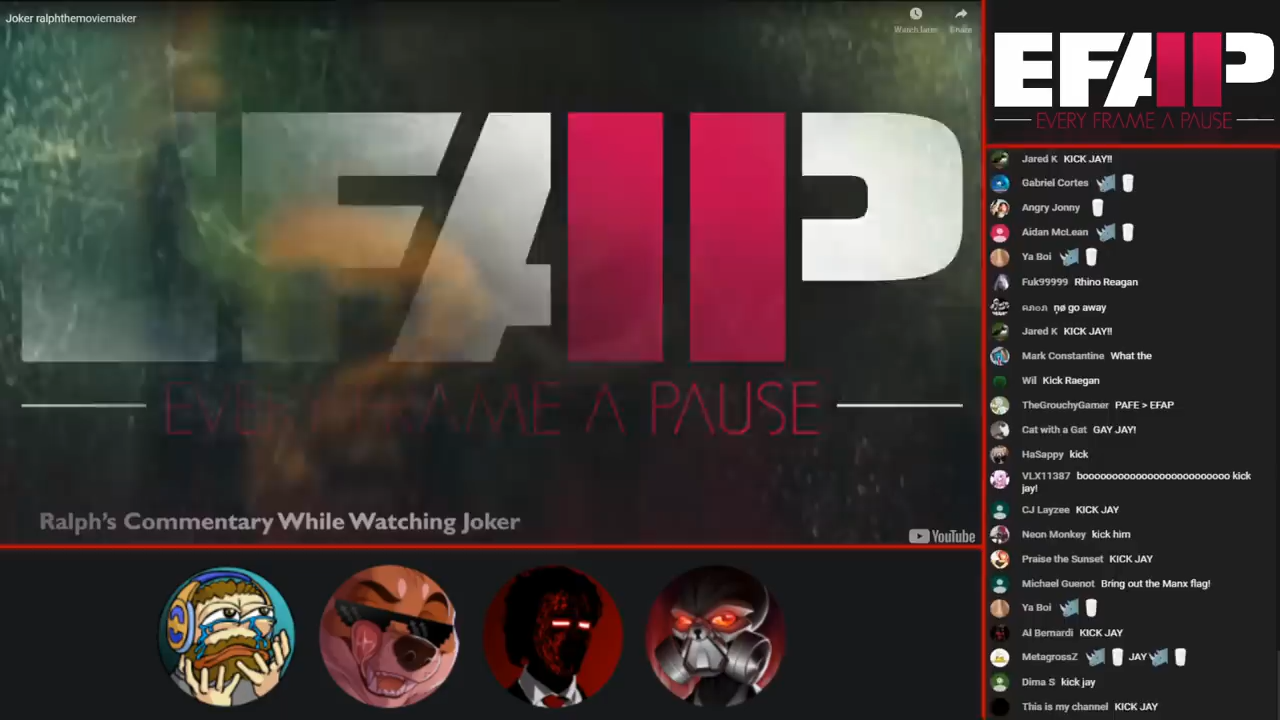 Joker ralphthemoviemaker
Watch later
Share
EFAP
EVERY FRAME A PAUSE
Ralph's Commentary While Watching Joker
YouTube
EFAP
EVERY FRAME A PAUSE
Jared K KICK JAY!!
Gabriel Cortes
Angry Jonny
Aidan McLean
Ya Boi
Fuk99999 Rhino Reagan
go away
Jared K KICK JAY!!
Mark Constantine What the
Wil Kick Raegan
TheGrouchyGamer PAFE > EFAP
Cat with a Gat GAY JAY!
HaSappy kick
VLX11387 booooooooooooooooooooooooo kick
jay!
CJ Layzee KICK JAY
Neon Monkey kick him
Praise the Sunset KICK JAY
Michael Guenot Bring out the Manx flag!
Ya Boi
Al Bernardi KICK JAY
MetagrossZ JAY
Dima S kick jay
This is my channel KICK JAY